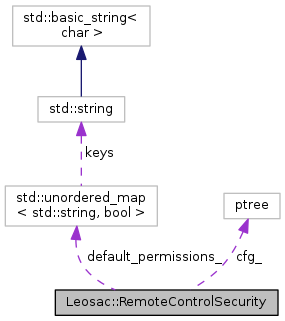 std::basic_string<
char >
std::string
keys
std::unordered_map
< std::string, bool >
ptree
default_permissions_
cfg_
Leosac::RemoteControlSecurity